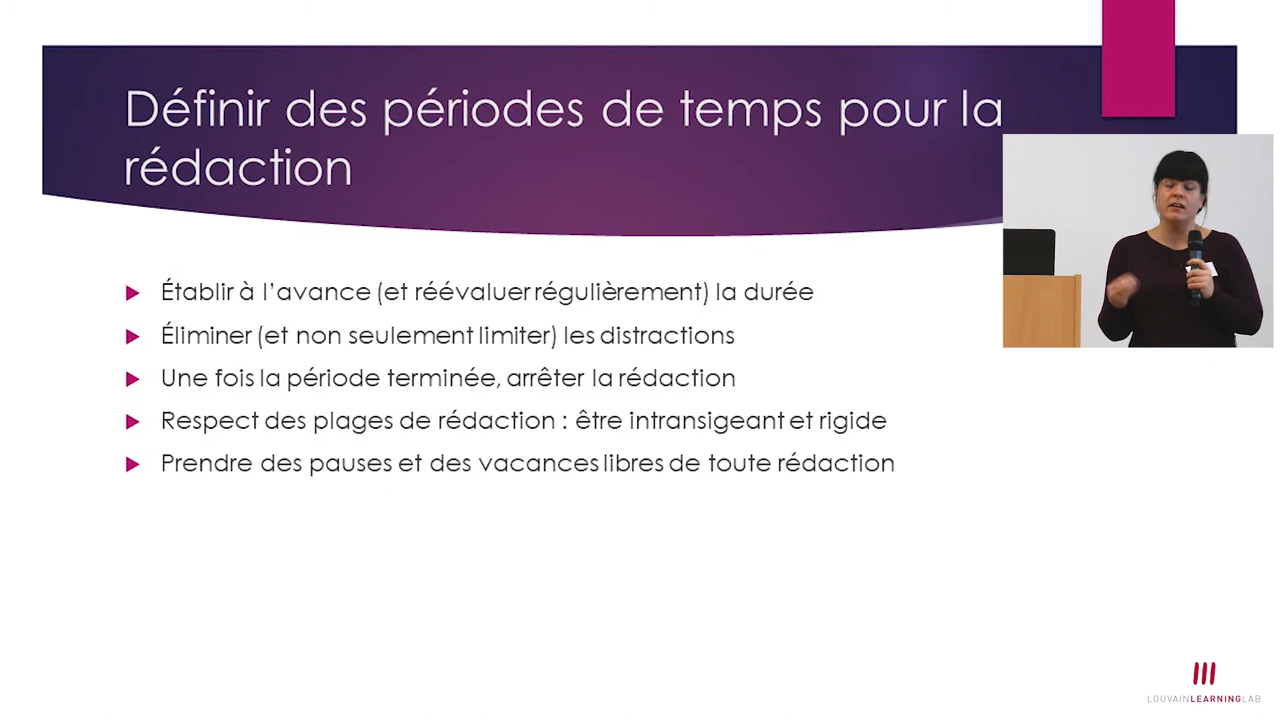 Définir des périodes de temps pour la
rédaction
Établir à l’avance (et réévaluer régulièrement) la durée
Éliminer (et non seulement limiter) les distractions
Une fois la période terminée, arrêter la rédaction
Respect des plages de rédaction : être intransigeant et rigide
Prendre des pauses et des vacances libres de toute rédaction
LOUVAINLEARNINGLAB